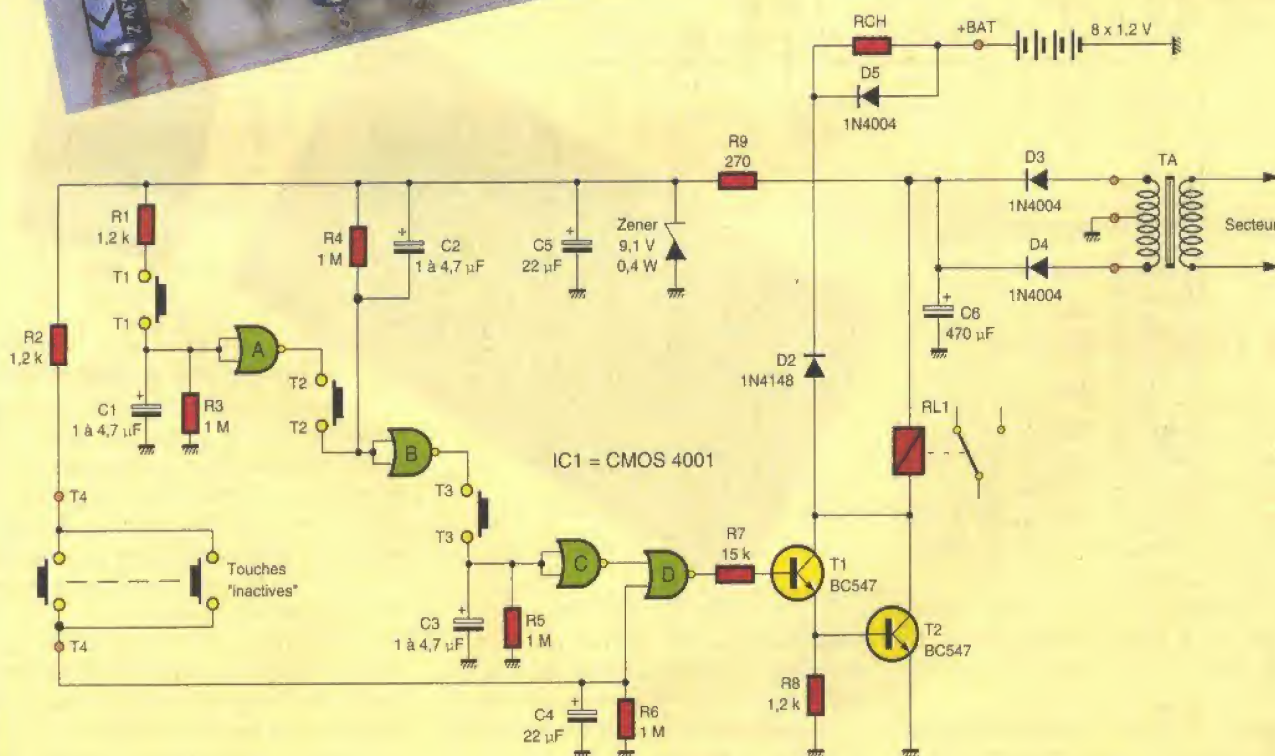 3V 2
RCH
+BAT
8 x 1,2 V
D5
1N4004
R9
270
D3
1N4004
TA
Secteur
D4
1N4004
R1
1,2 k
R4
1 M
C2
1 à 4,7 µF
C5
22 µF
Zener
9,1 V
0,4 W
T1
T1
R2
1,2 k
A
T2
T2
C6
470 µF
D2
1N4148
RL1
C1
1 à 4,7 µF
R3
1 M
B
IC1 = CMOS 4001
T3
T3
T4
Touches
"Inactives"
C
D
R7
15 k
T1
BC547
C3
1 à 4,7 µF
R5
1 M
T2
BC547
T4
C4
22 µF
R6
1 M
R8
1,2 k